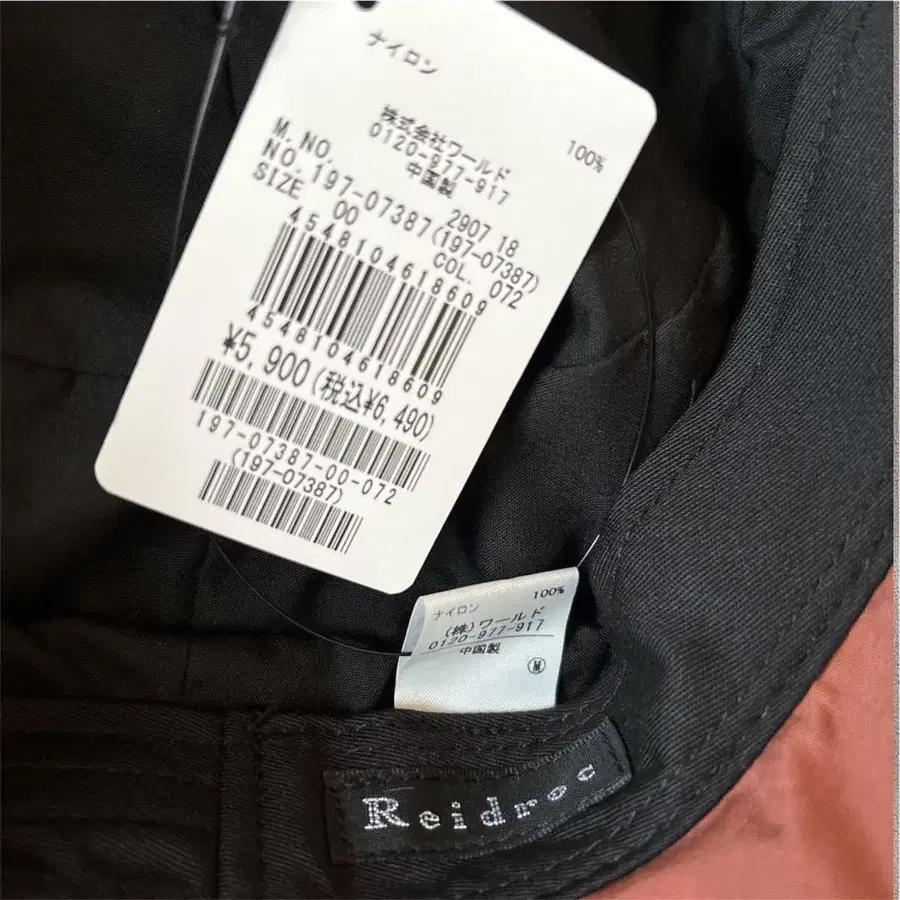 ナイロン 100%
株式会社ワールド
0120-977-917
中国製
M.NO. 2907 18
NO. 197-07387(197-07387)
SIZE 00 COL. 072
4548104618609
4548104618609
¥5,900(税込¥6,490)
197-07387-00-072
(197-07387)
ナイロン 100%
(株)ワールド
0120-977-917
中国製
M
Reidroc